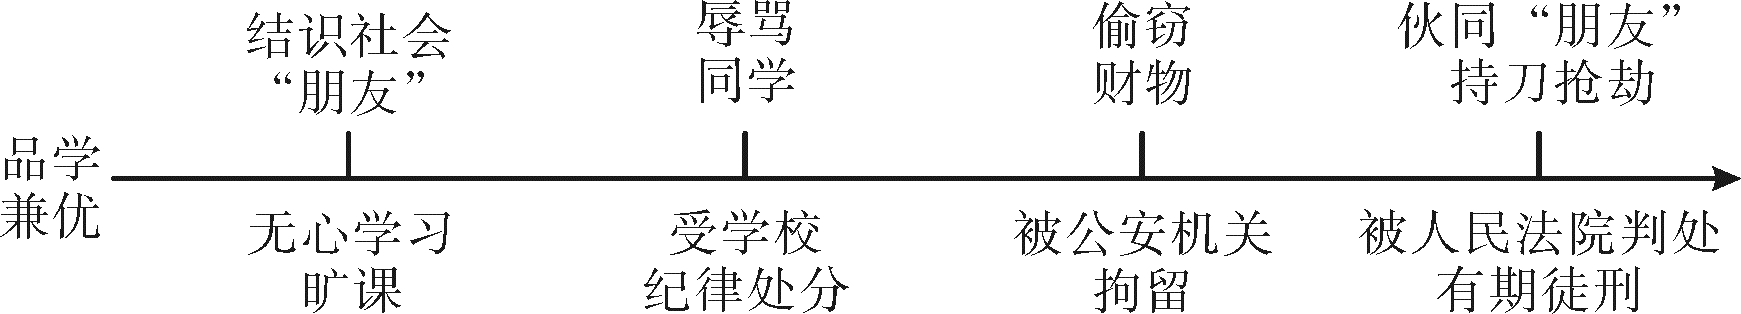 品学
兼优
结识社会
“朋友”
无心学习
旷课
辱骂
同学
受学校
纪律处分
偷窃
财物
被公安机关
拘留
伙同“朋友”
持刀抢劫
被人民法院判处
有期徒刑